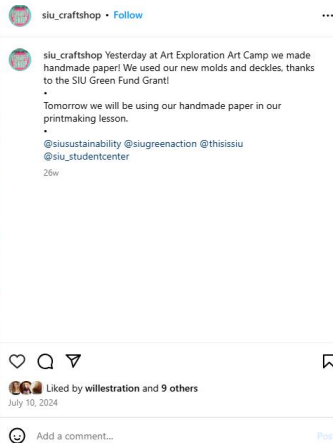 siu_craftshop • Follow
siu_craftshop Yesterday at Art Exploration Art Camp we made
handmade paper! We used our new molds and deckles, thanks
to the SIU Green Fund Grant!
•
Tomorrow we will be using our handmade paper in our
printmaking lesson.
•
@siusustainability @siugreenaction @thisissiu
@siu_studentcenter
26w
Liked by willestration and 9 others
July 10, 2024
Add a comment...